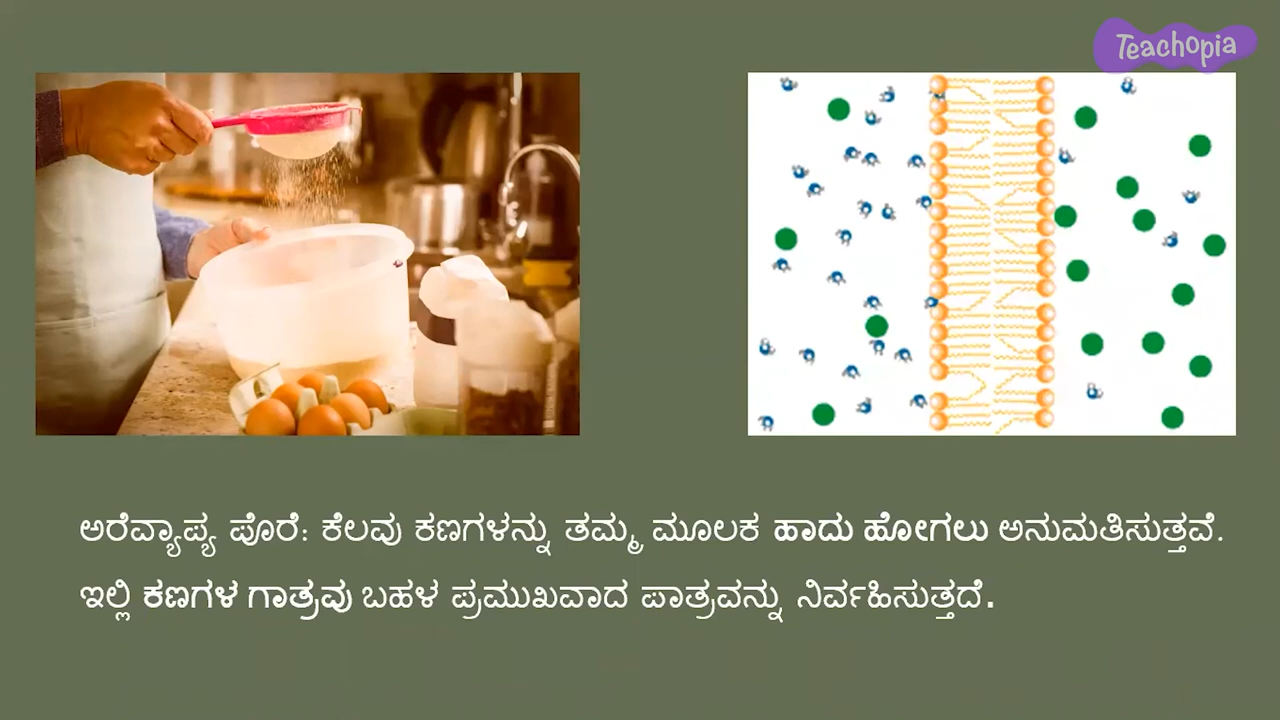 Teachopia
ಅರೆವ್ಯಾಪ್ಯ ಪೊರೆ: ಕೆಲವು ಕಣಗಳನ್ನು ತಮ್ಮ ಮೂಲಕ ಹಾದು ಹೋಗಲು ಅನುಮತಿಸುತ್ತವೆ.
ಇಲ್ಲಿ ಕಣಗಳ ಗಾತ್ರವು ಬಹಳ ಪ್ರಮುಖವಾದ ಪಾತ್ರವನ್ನು ನಿರ್ವಹಿಸುತ್ತದೆ.